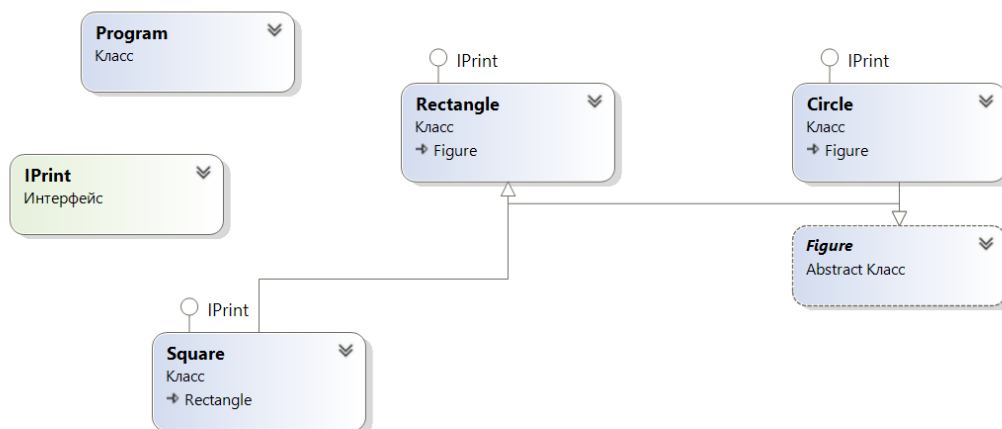 Program
Класс
IPrint
Rectangle
Класс
Figure
IPrint
Circle
Класс
Figure
IPrint
Интерфейс
Figure
Abstract Класс
IPrint
Square
Класс
Rectangle